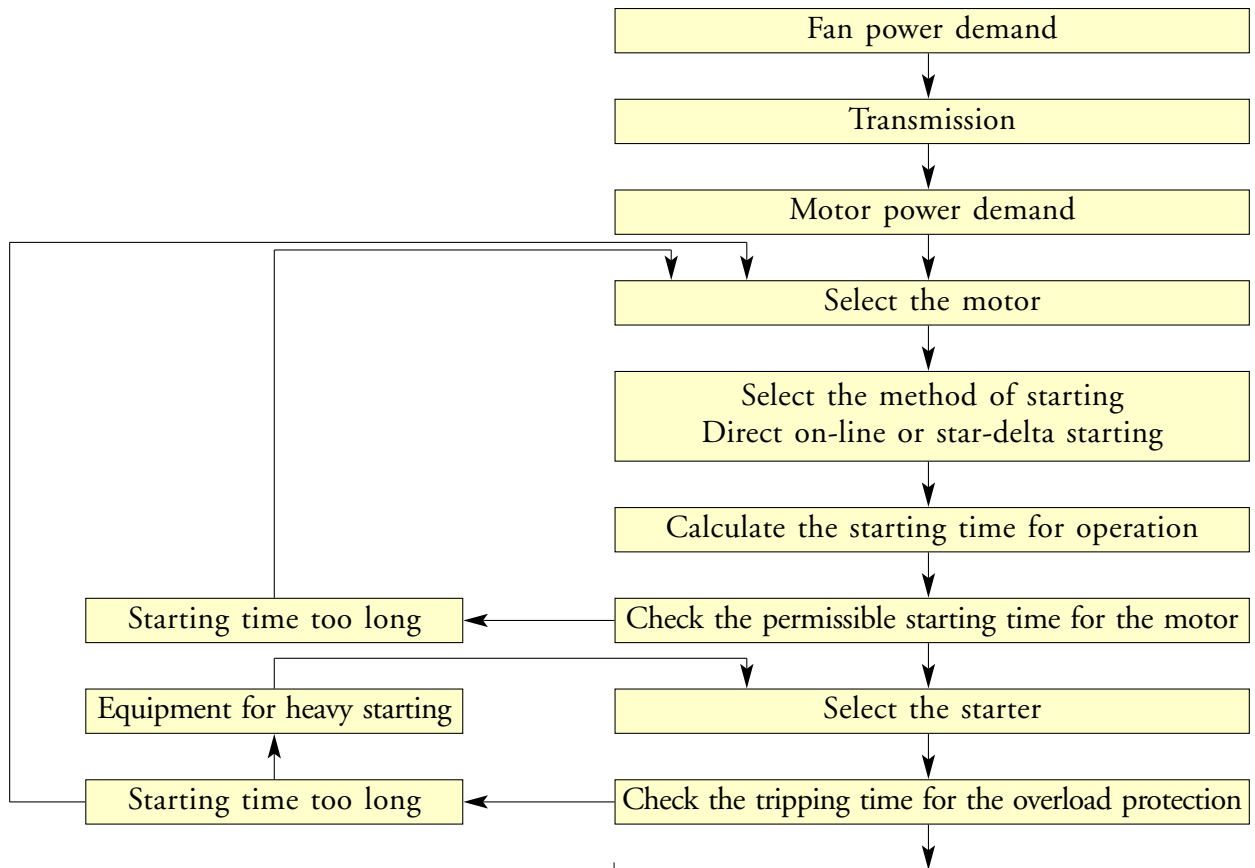 Fan power demand
Transmission
Motor power demand
Select the motor
Select the method of starting
Direct on-line or star-delta starting
Calculate the starting time for operation
Starting time too long
Check the permissible starting time for the motor
Equipment for heavy starting
Select the starter
Starting time too long
Check the tripping time for the overload protection